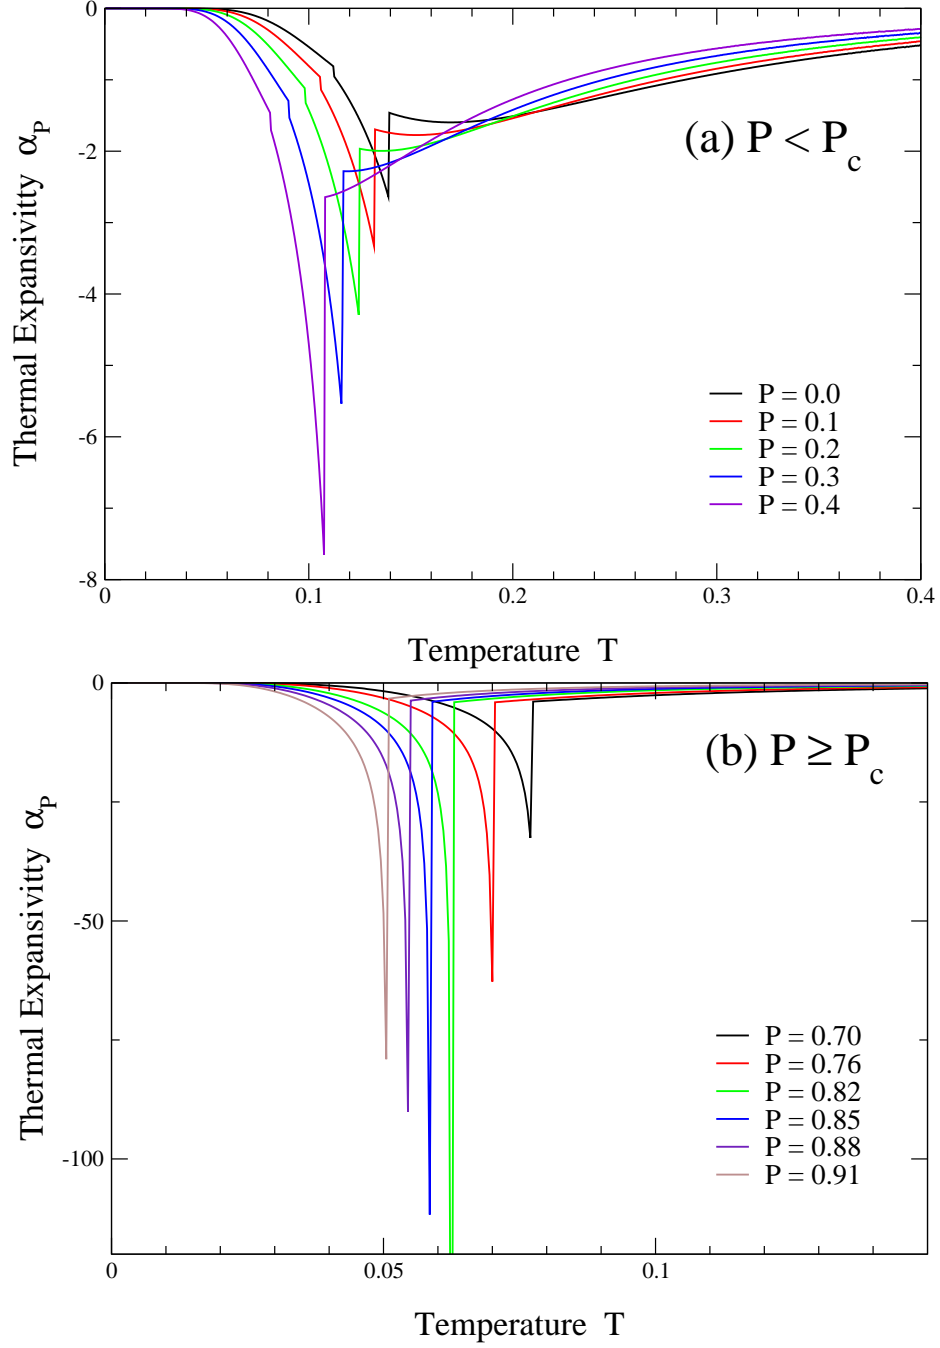 0
-2
-4
-6
-8
Thermal Expansivity α_P
(a) P < P_c
P = 0.0
P = 0.1
P = 0.2
P = 0.3
P = 0.4
0 0.1 0.2 0.3 0.4
Temperature T
0
-50
-100
Thermal Expansivity α_P
(b) P ≥ P_c
P = 0.70
P = 0.76
P = 0.82
P = 0.85
P = 0.88
P = 0.91
0 0.05 0.1
Temperature T